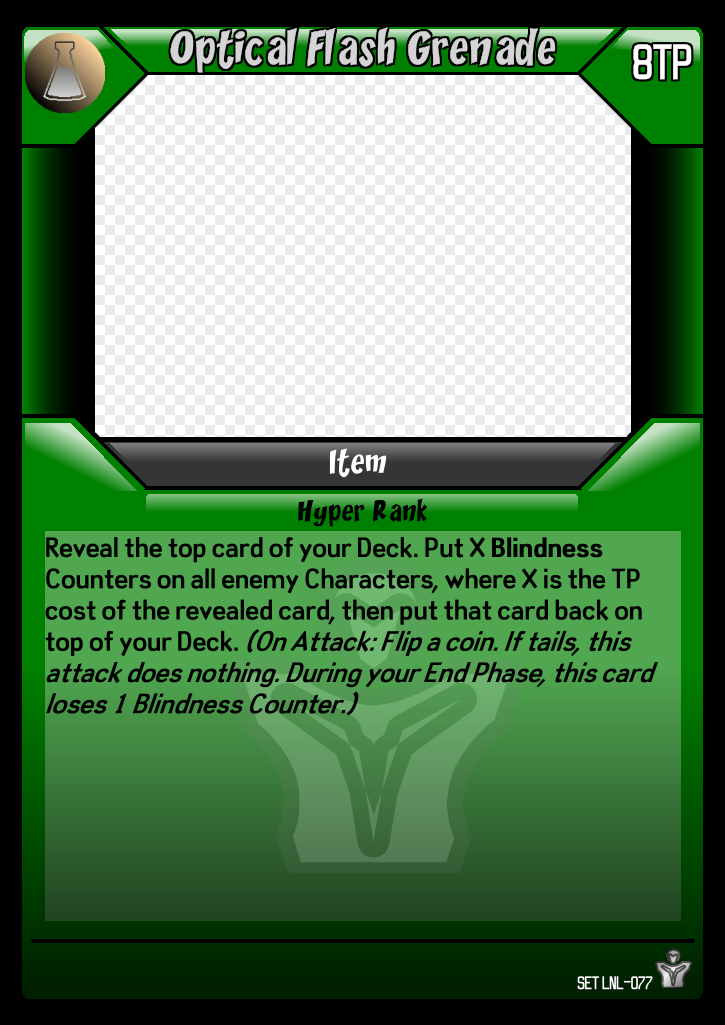 Optical Flash Grenade
8TP
Item
Hyper Rank
Reveal the top card of your Deck. Put X Blindness
Counters on all enemy Characters, where X is the TP
cost of the revealed card, then put that card back on
top of your Deck. (On Attack: Flip a coin. If tails, this
attack does nothing. During your End Phase, this card
loses 1 Blindness Counter.)
SET LNL-077